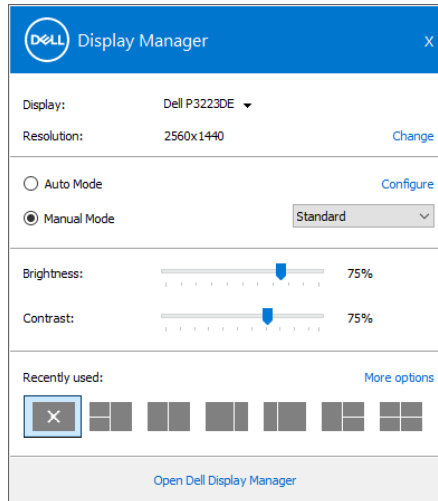 DELL Display Manager X
Display: Dell P3223DE
Resolution: 2560x1440 Change
Auto Mode Configure
Manual Mode Standard
Brightness: 75%
Contrast: 75%
Recently used: More options
Open Dell Display Manager